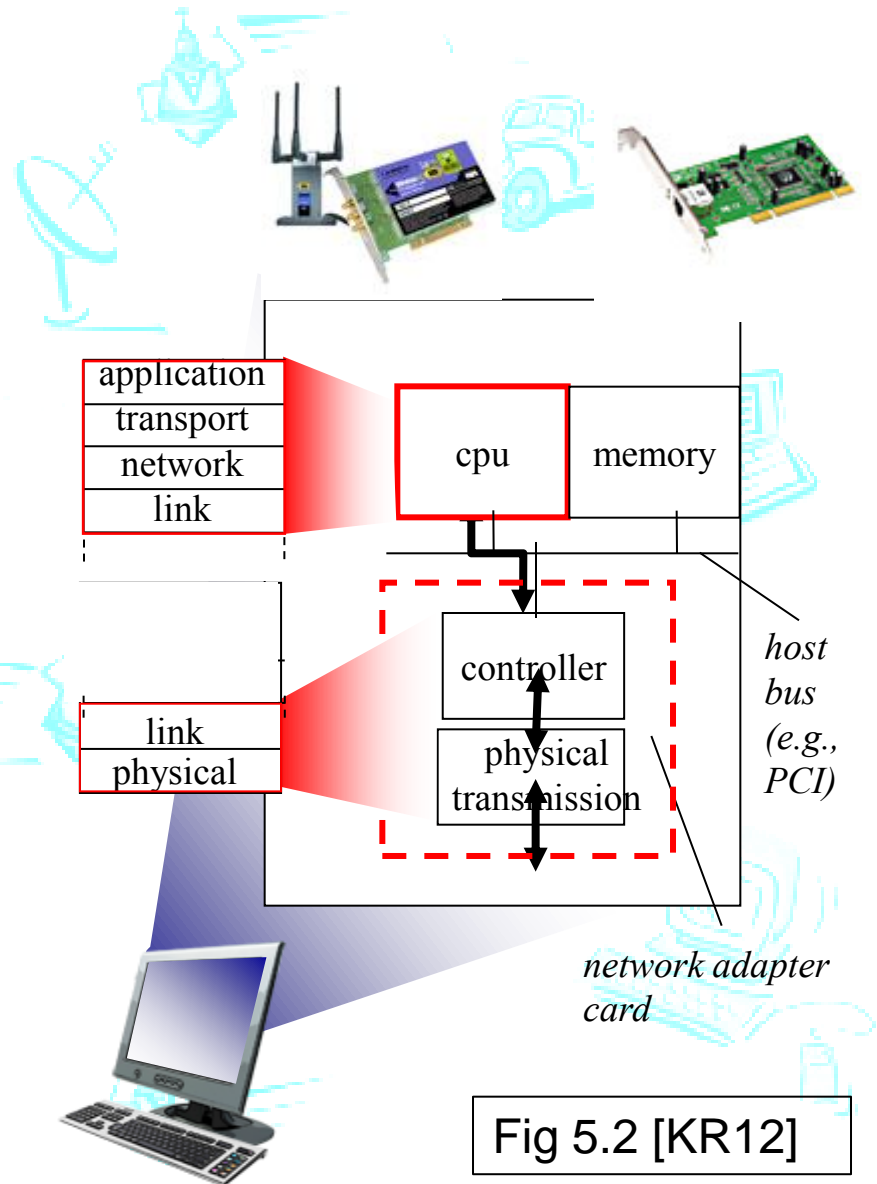 application
transport
network
link
cpu
memory
host
bus
(e.g.,
PCI)
controller
link
physical
physical
transmission
network adapter
card
Fig 5.2 [KR12]